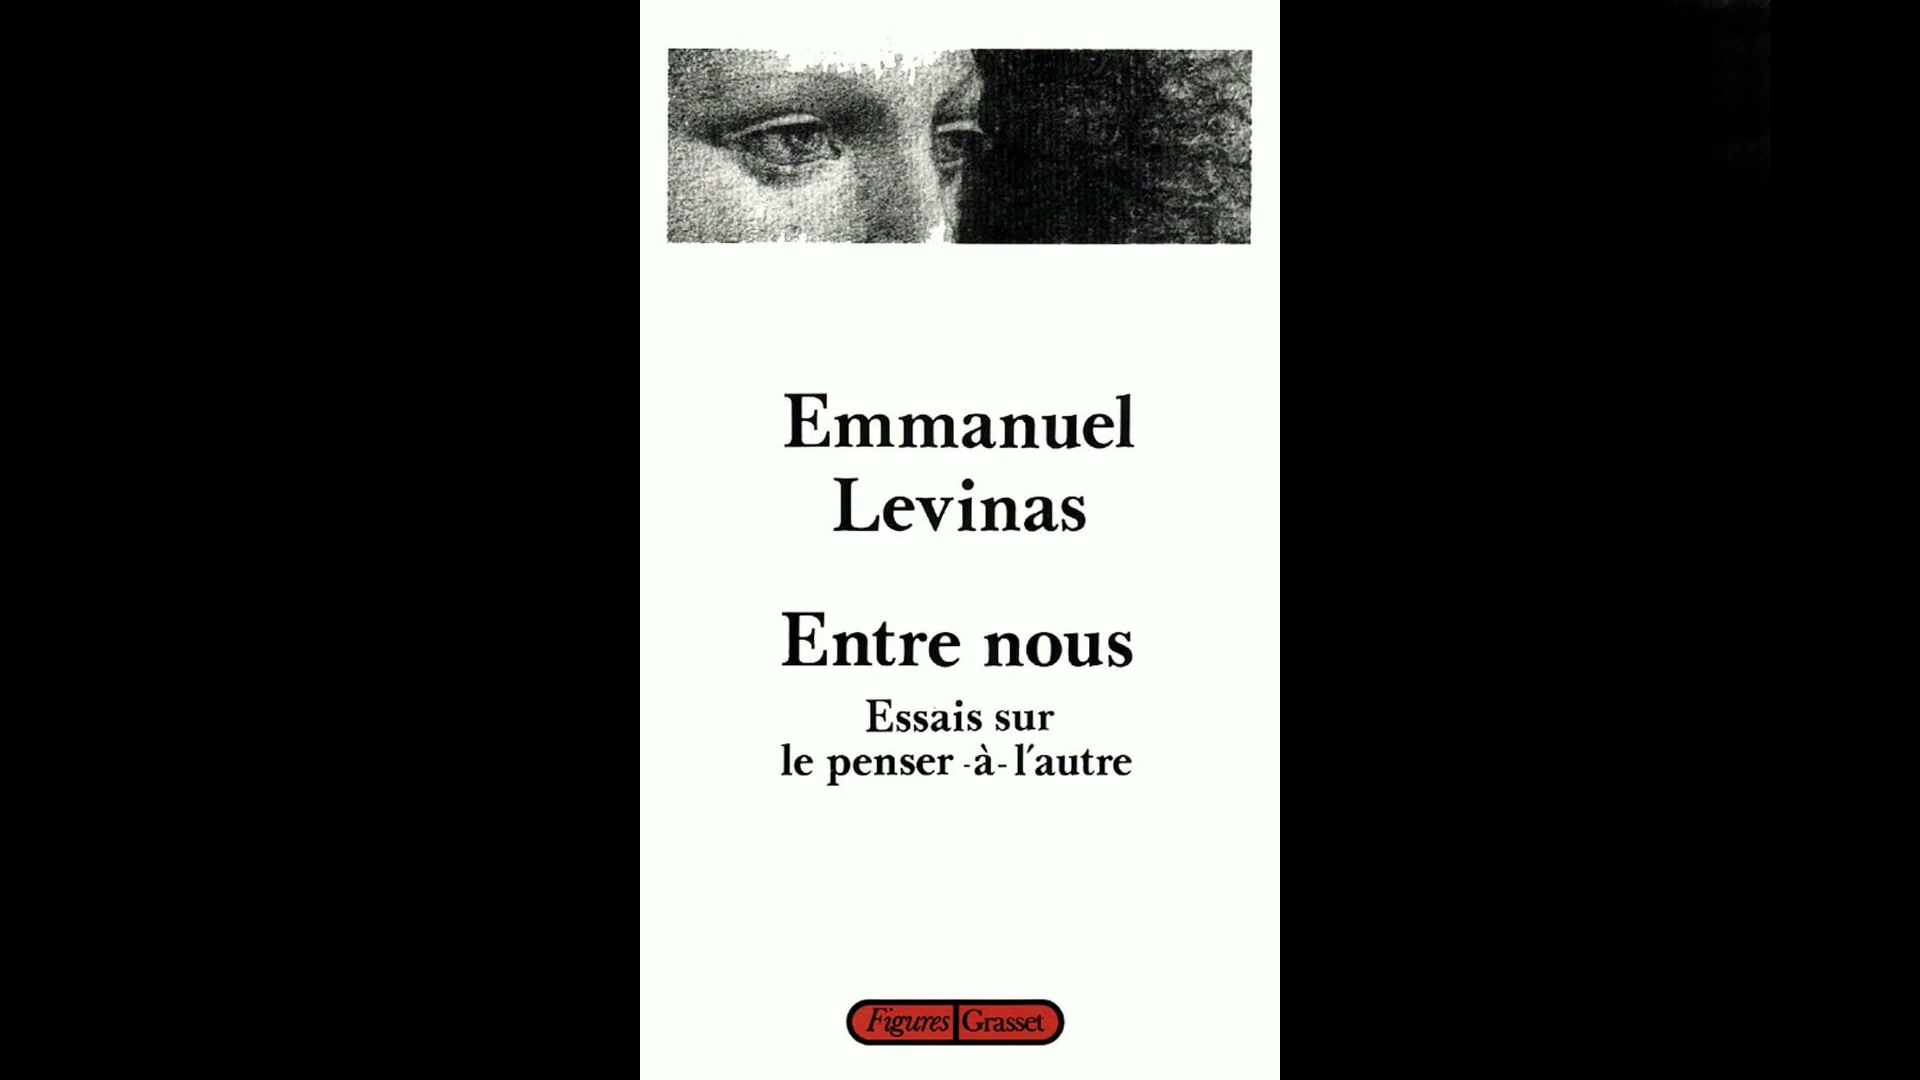 Emmanuel
Levinas
Entre nous
Essais sur
le penser -à- l'autre
Figures Grasset